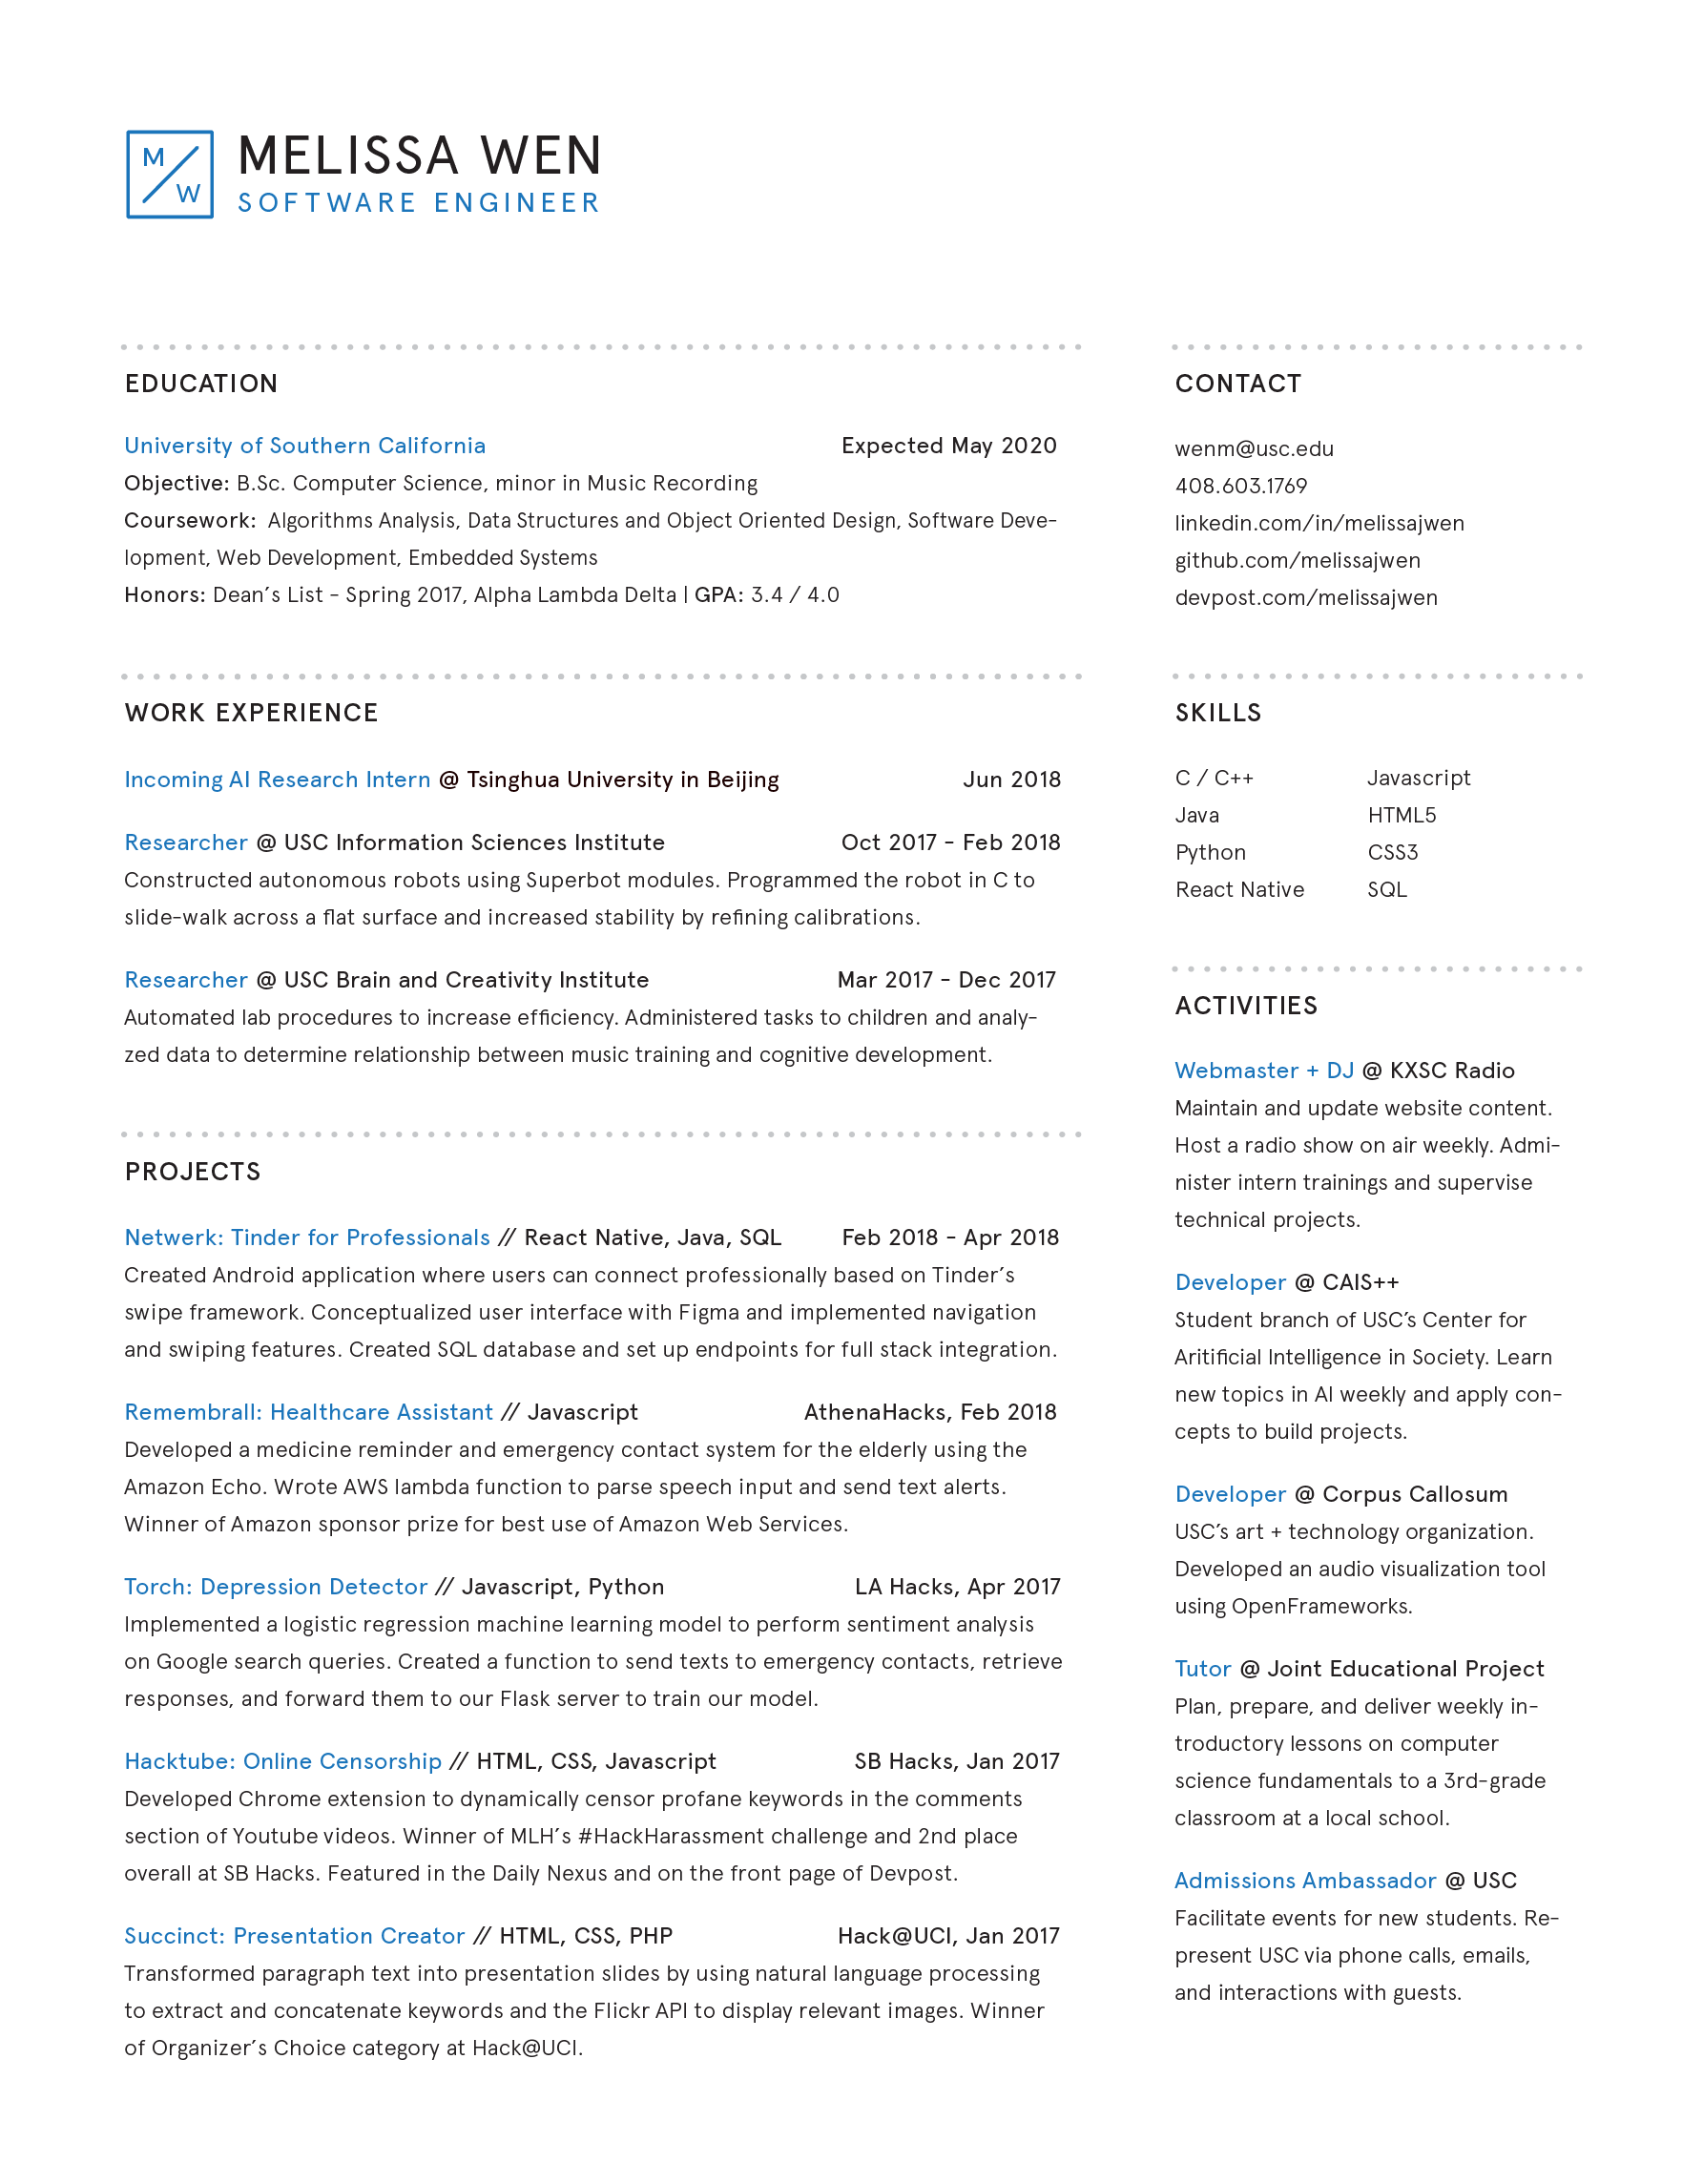 M
W
MELISSA WEN
SOFTWARE ENGINEER
EDUCATION
University of Southern California Expected May 2020
Objective: B.Sc. Computer Science, minor in Music Recording
Coursework: Algorithms Analysis, Data Structures and Object Oriented Design, Software Deve-
lopment, Web Development, Embedded Systems
Honors: Dean´s List - Spring 2017, Alpha Lambda Delta | GPA: 3.4 / 4.0
WORK EXPERIENCE
Incoming AI Research Intern @ Tsinghua University in Beijing Jun 2018
Researcher @ USC Information Sciences Institute Oct 2017 - Feb 2018
Constructed autonomous robots using Superbot modules. Programmed the robot in C to
slide-walk across a flat surface and increased stability by refining calibrations.
Researcher @ USC Brain and Creativity Institute Mar 2017 - Dec 2017
Automated lab procedures to increase efficiency. Administered tasks to children and analy-
zed data to determine relationship between music training and cognitive development.
PROJECTS
Netwerk: Tinder for Professionals // React Native, Java, SQL Feb 2018 - Apr 2018
Created Android application where users can connect professionally based on Tinder’s
swipe framework. Conceptualized user interface with Figma and implemented navigation
and swiping features. Created SQL database and set up endpoints for full stack integration.
Remembrall: Healthcare Assistant // Javascript AthenaHacks, Feb 2018
Developed a medicine reminder and emergency contact system for the elderly using the
Amazon Echo. Wrote AWS lambda function to parse speech input and send text alerts.
Winner of Amazon sponsor prize for best use of Amazon Web Services.
Torch: Depression Detector // Javascript, Python LA Hacks, Apr 2017
Implemented a logistic regression machine learning model to perform sentiment analysis
on Google search queries. Created a function to send texts to emergency contacts, retrieve
responses, and forward them to our Flask server to train our model.
Hacktube: Online Censorship // HTML, CSS, Javascript SB Hacks, Jan 2017
Developed Chrome extension to dynamically censor profane keywords in the comments
section of Youtube videos. Winner of MLH´s #HackHarassment challenge and 2nd place
overall at SB Hacks. Featured in the Daily Nexus and on the front page of Devpost.
Succinct: Presentation Creator // HTML, CSS, PHP Hack@UCI, Jan 2017
Transformed paragraph text into presentation slides by using natural language processing
to extract and concatenate keywords and the Flickr API to display relevant images. Winner
of Organizer´s Choice category at Hack@UCI.
CONTACT
wenm@usc.edu
408.603.1769
linkedin.com/in/melissajwen
github.com/melissajwen
devpost.com/melissajwen
SKILLS
C / C++ Javascript
Java HTML5
Python CSS3
React Native SQL
ACTIVITIES
Webmaster + DJ @ KXSC Radio
Maintain and update website content.
Host a radio show on air weekly. Admi-
nister intern trainings and supervise
technical projects.
Developer @ CAIS++
Student branch of USC’s Center for
Aritificial Intelligence in Society. Learn
new topics in AI weekly and apply con-
cepts to build projects.
Developer @ Corpus Callosum
USC’s art + technology organization.
Developed an audio visualization tool
using OpenFrameworks.
Tutor @ Joint Educational Project
Plan, prepare, and deliver weekly in-
troductory lessons on computer
science fundamentals to a 3rd-grade
classroom at a local school.
Admissions Ambassador @ USC
Facilitate events for new students. Re-
present USC via phone calls, emails,
and interactions with guests.